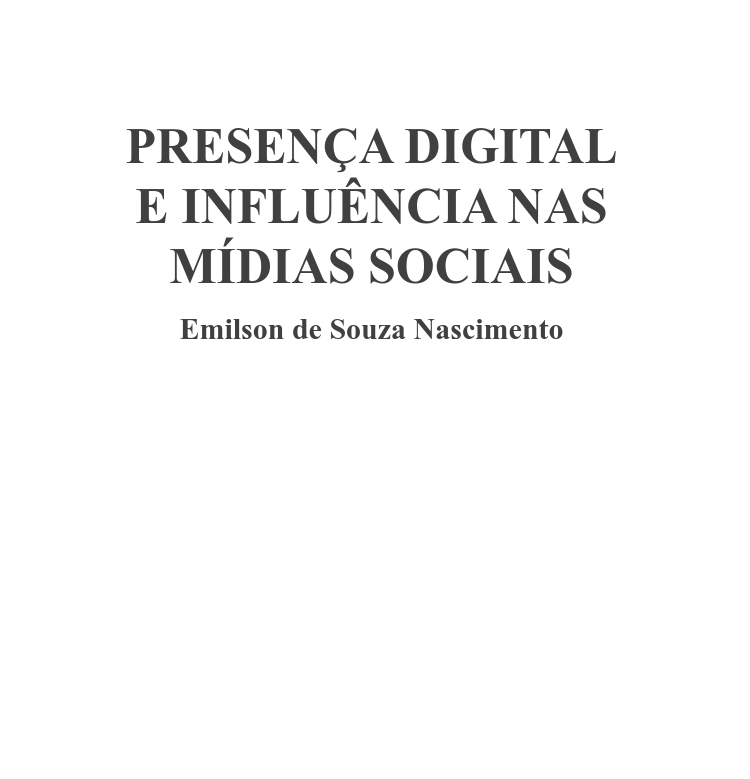 PRESENÇA DIGITAL
E INFLUÊNCIA NAS
MÍDIAS SOCIAIS
Emilson de Souza Nascimento